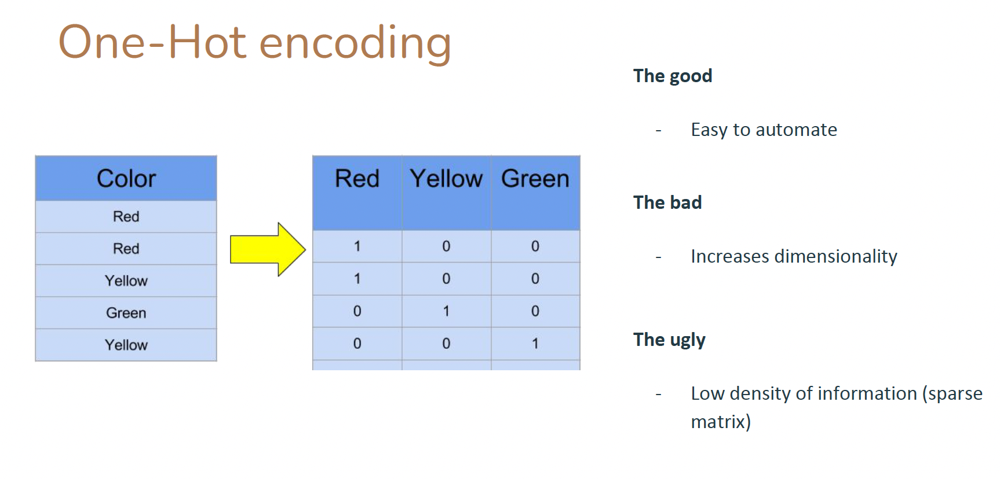 One-Hot encoding
Color
Red
Red
Yellow
Green
Yellow
Red Yellow Green
1 0 0
1 0 0
0 1 0
0 0 1
The good
- Easy to automate
The bad
- Increases dimensionality
The ugly
- Low density of information (sparse
matrix)